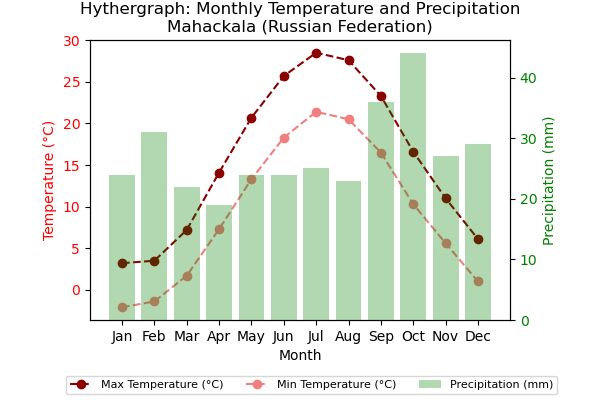 Hythergraph: Monthly Temperature and Precipitation
Mahackala (Russian Federation)
30
25
20
15
10
5
0
Temperature (°C)
40
30
20
10
0
Precipitation (mm)
Jan Feb Mar Apr May Jun Jul Aug Sep Oct Nov Dec
Month
Max Temperature (°C) Min Temperature (°C) Precipitation (mm)